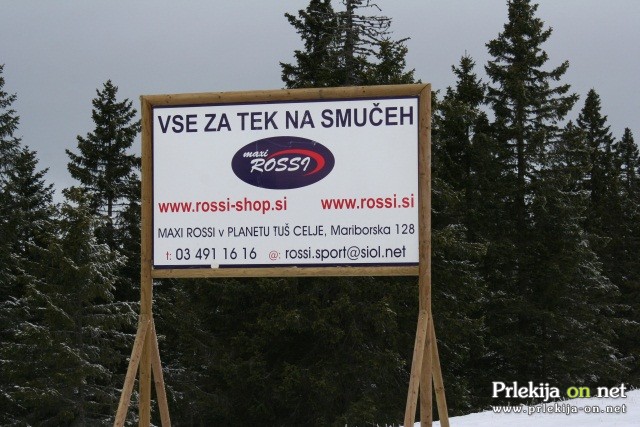 VSE ZA TEK NA SMUČEH
maxi
ROSSI
www.rossi-shop.si www.rossi.si
MAXI ROSSI v PLANETU TUŠ CELJE, Mariborska 128
t: 03 491 16 16 @: rossi.sport@siol.net
Prlekija on net
www.prlekija-on.net